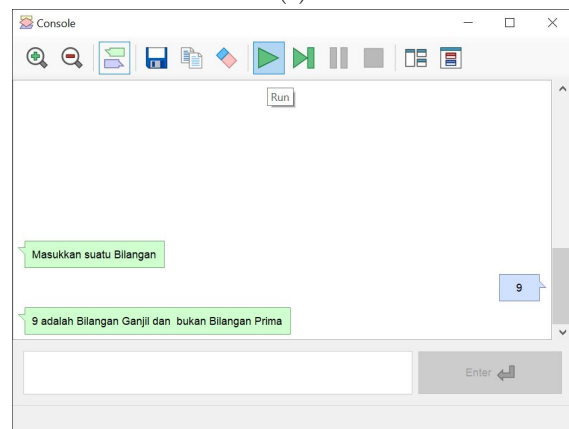 Console
Run
Masukkan suatu Bilangan
9
9 adalah Bilangan Ganjil dan  bukan Bilangan Prima
Enter